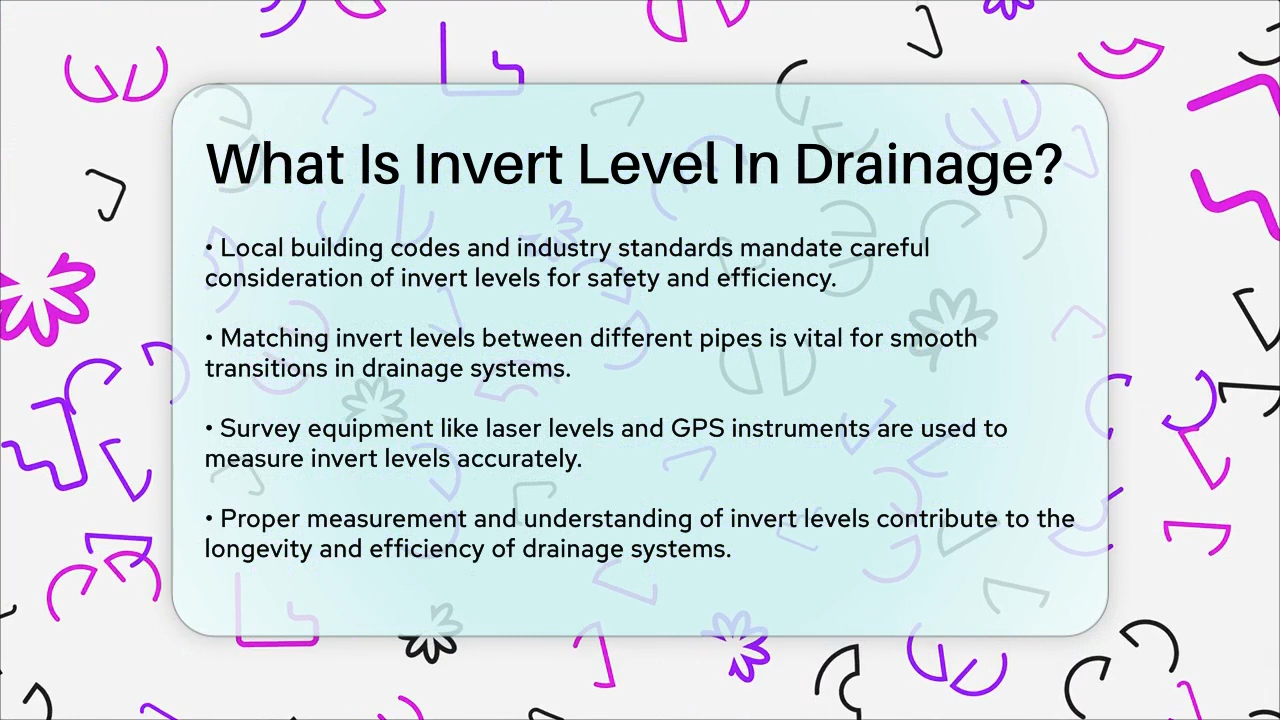 What Is Invert Level In Drainage?
• Local building codes and industry standards mandate careful
consideration of invert levels for safety and efficiency.
• Matching invert levels between different pipes is vital for smooth
transitions in drainage systems.
• Survey equipment like laser levels and GPS instruments are used to
measure invert levels accurately.
• Proper measurement and understanding of invert levels contribute to the
longevity and efficiency of drainage systems.